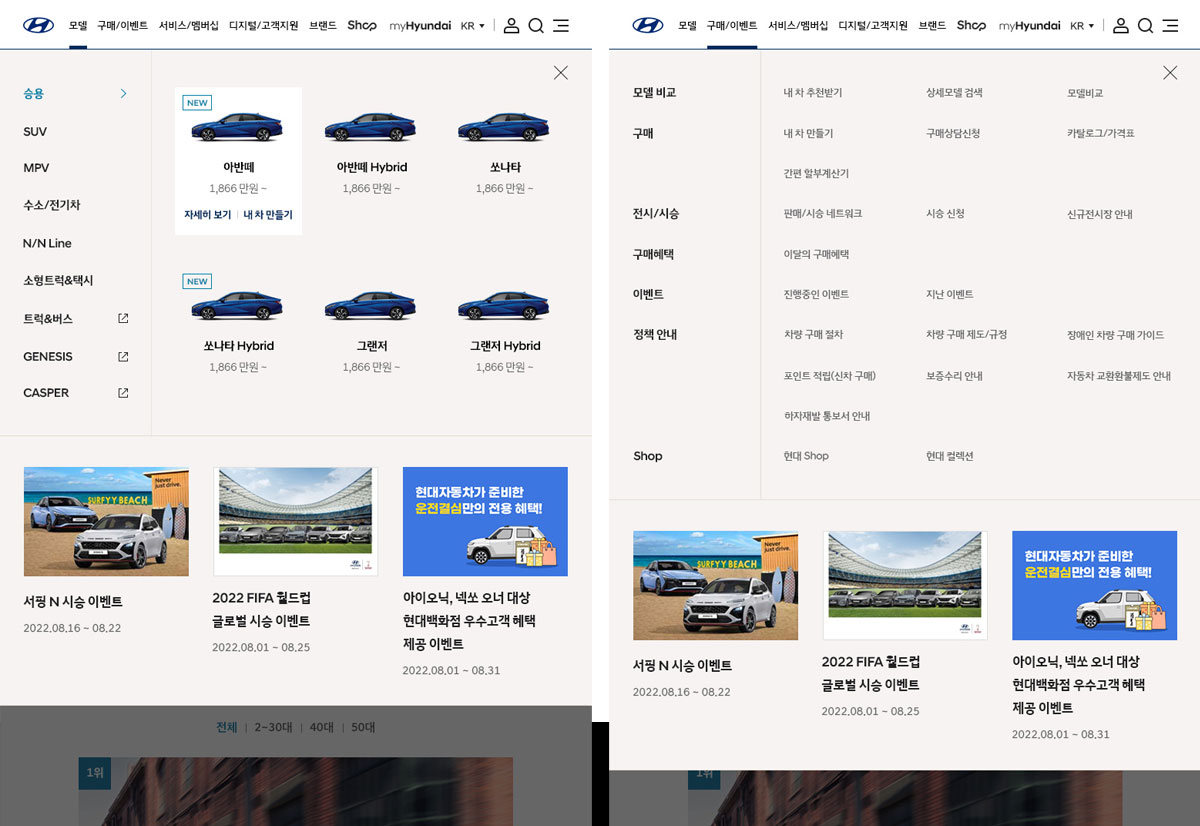 모델 구매/이벤트 서비스/멤버십 디지털/고객지원 브랜드 Shop myHyundai KR
승용
SUV
MPV
수소/전기차
N/N Line
소형트럭&택시
트럭&버스
GENESIS
CASPER
NEW
아반떼
1,866 만원 ~
자세히 보기 내 차 만들기
아반떼 Hybrid
1,866 만원 ~
쏘나타
1,866 만원 ~
NEW
쏘나타 Hybrid
1,866 만원 ~
그랜저
1,866 만원 ~
그랜저 Hybrid
1,866 만원 ~
Never
just drive.
SURFY Y BEACH
서핑 N 시승 이벤트
2022.08.16 ~ 08.22
2022 FIFA 월드컵
글로벌 시승 이벤트
2022.08.01 ~ 08.25
현대자동차가 준비한
운전결심만의 전용 혜택!
아이오닉, 넥쏘 오너 대상
현대백화점 우수고객 혜택
제공 이벤트
2022.08.01 ~ 08.31
전체 | 2-30대 | 40대 | 50대
1위
모델 구매/이벤트 서비스/멤버십 디지털/고객지원 브랜드 Shop myHyundai KR
모델 비교 내 차 추천받기 상세모델 검색 모델비교
구매 내 차 만들기 구매상담신청 카탈로그/가격표
간편 할부계산기
전시/시승 판매/시승 네트워크 시승 신청 신규전시장 안내
구매혜택 이달의 구매혜택
이벤트 진행중인 이벤트 지난 이벤트
정책 안내 차량 구매 절차 차량 구매 제도/규정 장애인 차량 구매 가이드
포인트 적립(신차 구매) 보증수리 안내 자동차 교환환불제도 안내
하자재발 통보서 안내
Shop 현대 Shop 현대 컬렉션
Never
just drive.
SURFY Y BEACH
서핑 N 시승 이벤트
2022.08.16 ~ 08.22
2022 FIFA 월드컵
글로벌 시승 이벤트
2022.08.01 ~ 08.25
현대자동차가 준비한
운전결심만의 전용 혜택!
아이오닉, 넥쏘 오너 대상
현대백화점 우수고객 혜택
제공 이벤트
2022.08.01 ~ 08.31
1위